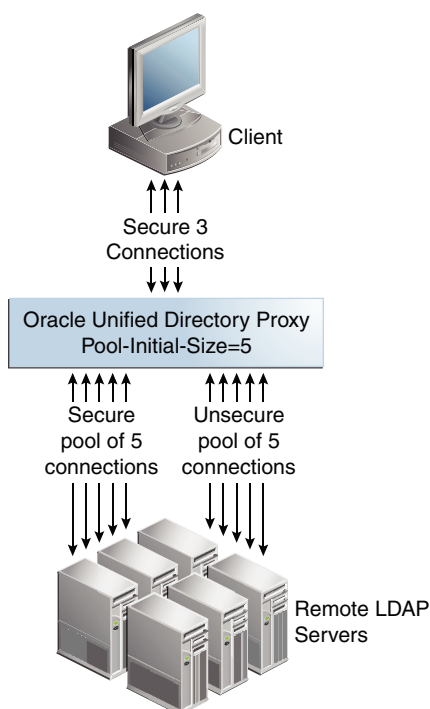 Client
Secure 3
Connections
Oracle Unified Directory Proxy
Pool-Initial-Size=5
Secure
pool of 5
connections
Unsecure
pool of 5
connections
Remote LDAP
Servers